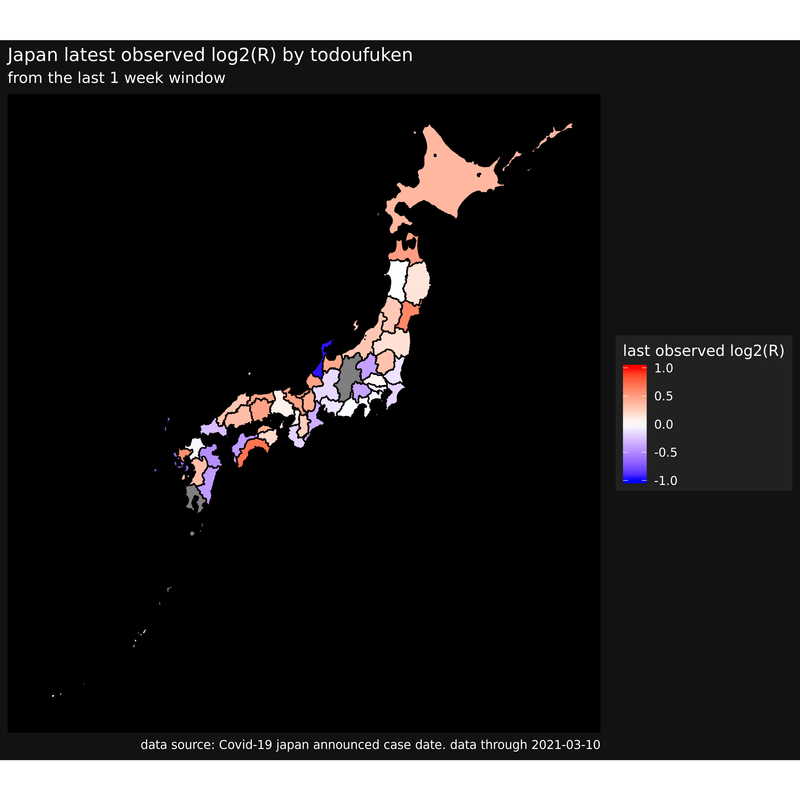 Japan latest observed log2(R) by todoufuken
from the last 1 week window
last observed log2(R)
1.0
0.5
0.0
-0.5
-1.0
data source: Covid-19 japan announced case date. data through 2021-03-10